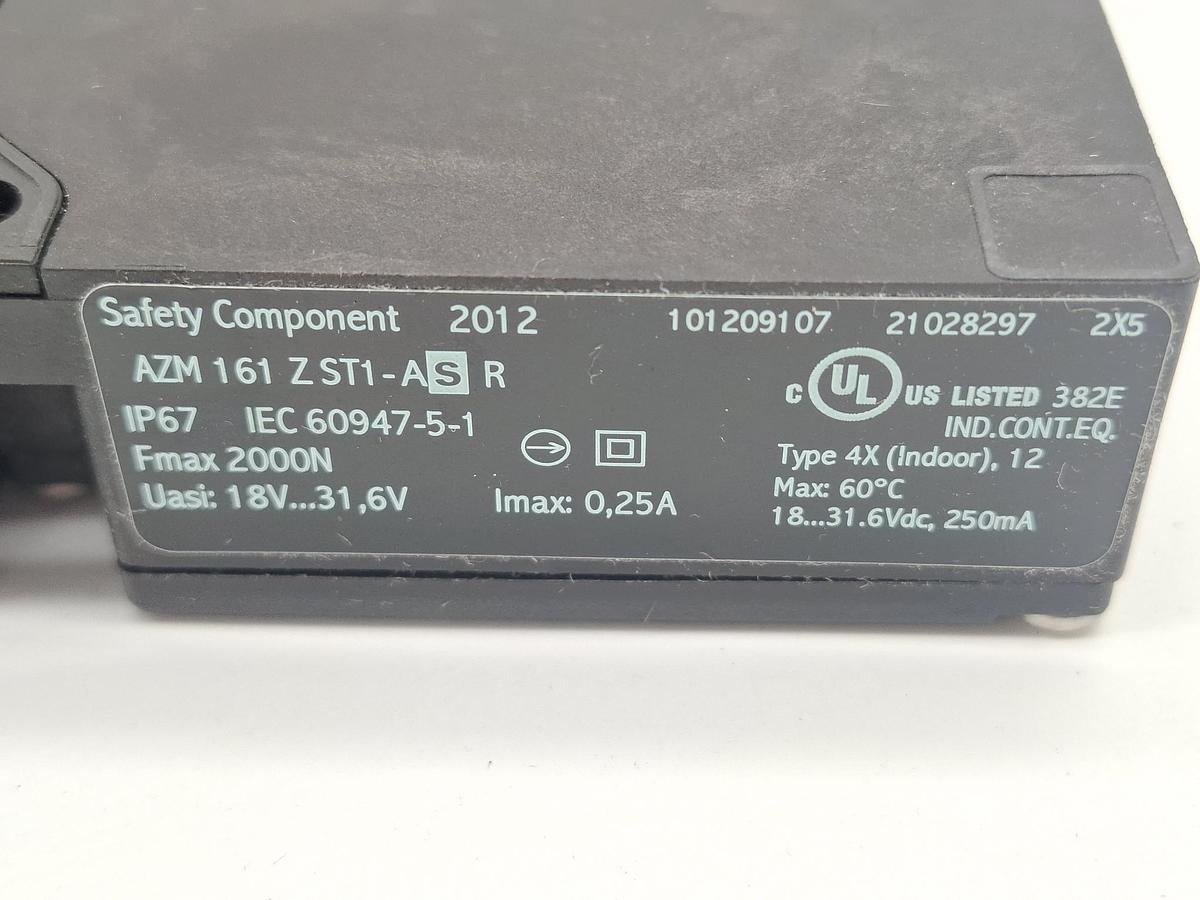 Safety Component 2012 101209107 21028297 2X5
AZM 161 Z ST1-AS R
IP67 IEC 60947-5-1
Fmax 2000N
Uasi: 18V...31,6V Imax: 0,25A
C UL US LISTED 382E
IND.CONT.EQ.
Type 4X (Indoor), 12
Max: 60°C
18...31.6Vdc, 250mA